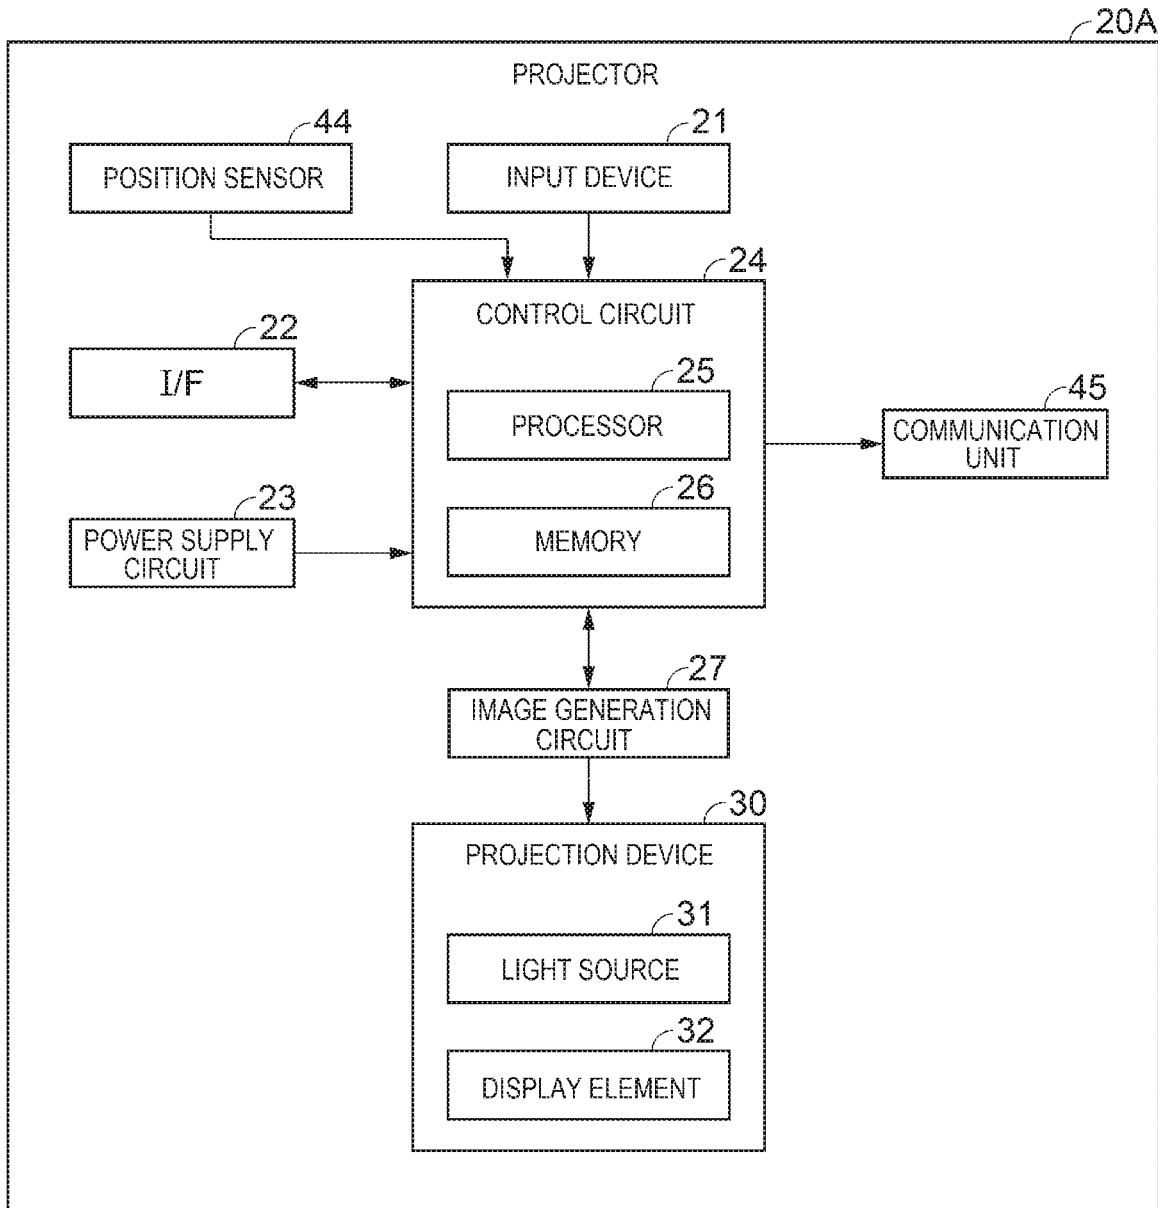 20A
PROJECTOR
44
POSITION SENSOR
21
INPUT DEVICE
24
CONTROL CIRCUIT
22
I/F
25
PROCESSOR
45
COMMUNICATION
UNIT
26
MEMORY
23
POWER SUPPLY
CIRCUIT
27
IMAGE GENERATION
CIRCUIT
30
PROJECTION DEVICE
31
LIGHT SOURCE
32
DISPLAY ELEMENT